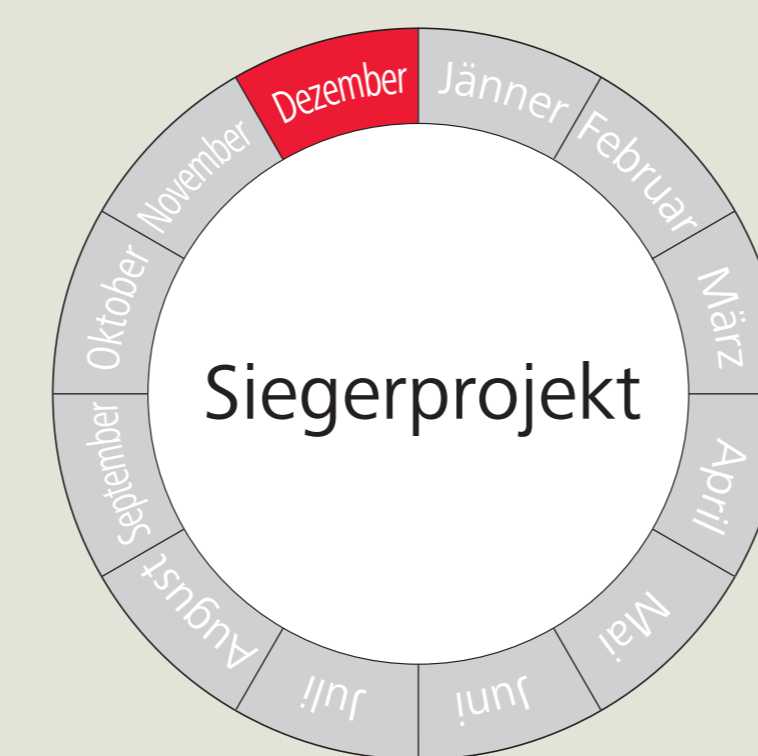 Jänner
Februar
März
April
Mai
Juni
Juli
August
September
Oktober
November
Dezember
Siegerprojekt